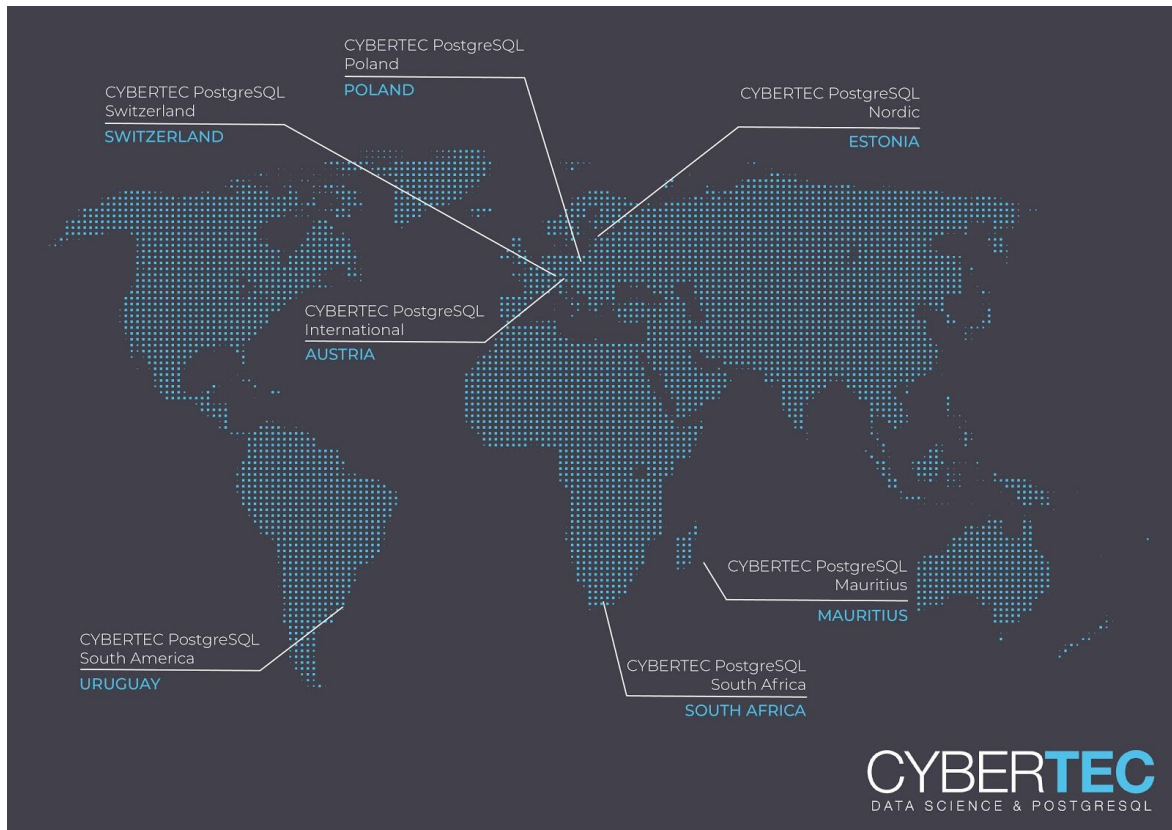 CYBERTEC PostgreSQL
Poland
POLAND
CYBERTEC PostgreSQL
Switzerland
SWITZERLAND
CYBERTEC PostgreSQL
Nordic
ESTONIA
CYBERTEC PostgreSQL
International
AUSTRIA
CYBERTEC PostgreSQL
Mauritius
MAURITIUS
CYBERTEC PostgreSQL
South America
URUGUAY
CYBERTEC PostgreSQL
South Africa
SOUTH AFRICA
CYBERTEC
DATA SCIENCE & POSTGRESQL